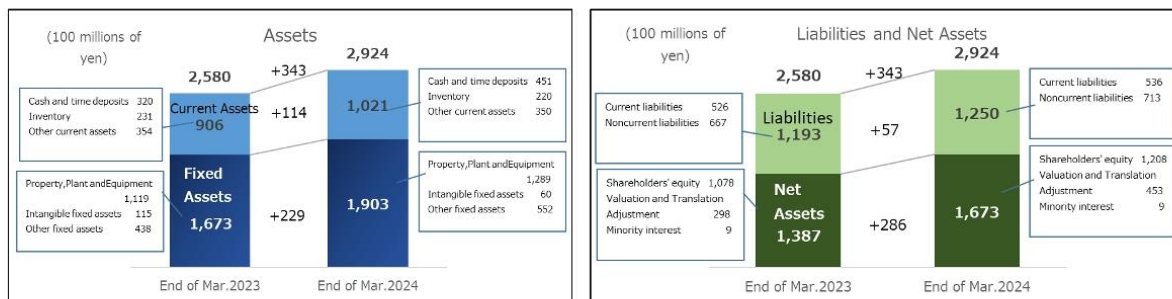 Assets
(100 millions of
yen)
2,580
+343
2,924
Cash and time deposits 320
Inventory 231
Other current assets 354
Current Assets
906
+114
1,021
Cash and time deposits 451
Inventory 220
Other current assets 350
Property,Plant andEquipment
1,119
Intangible fixed assets 115
Other fixed assets 438
Fixed
Assets
1,673
+229
1,903
Property,Plant andEquipment
1,289
Intangible fixed assets 60
Other fixed assets 552
End of Mar.2023
End of Mar.2024
Liabilities and Net Assets
(100 millions of
yen)
2,580
+343
2,924
Current liabilities 526
Noncurrent liabilities 667
Liabilities
1,193
+57
1,250
Current liabilities 536
Noncurrent liabilities 713
Shareholders' equity 1,078
Valuation and Translation
Adjustment 298
Minority interest 9
Net
Assets
1,387
+286
1,673
Shareholders' equity 1,208
Valuation and Translation
Adjustment 453
Minority interest 9
End of Mar.2023
End of Mar.2024